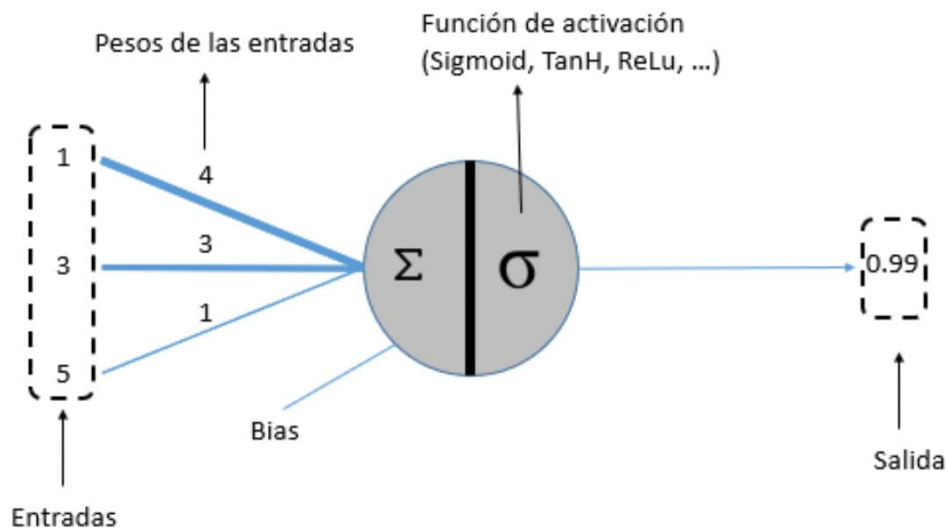 Función de activación
(Sigmoid, TanH, ReLu, ...)
Pesos de las entradas
1
4
3
3
Σ
σ
0.99
1
5
Bias
Salida
Entradas